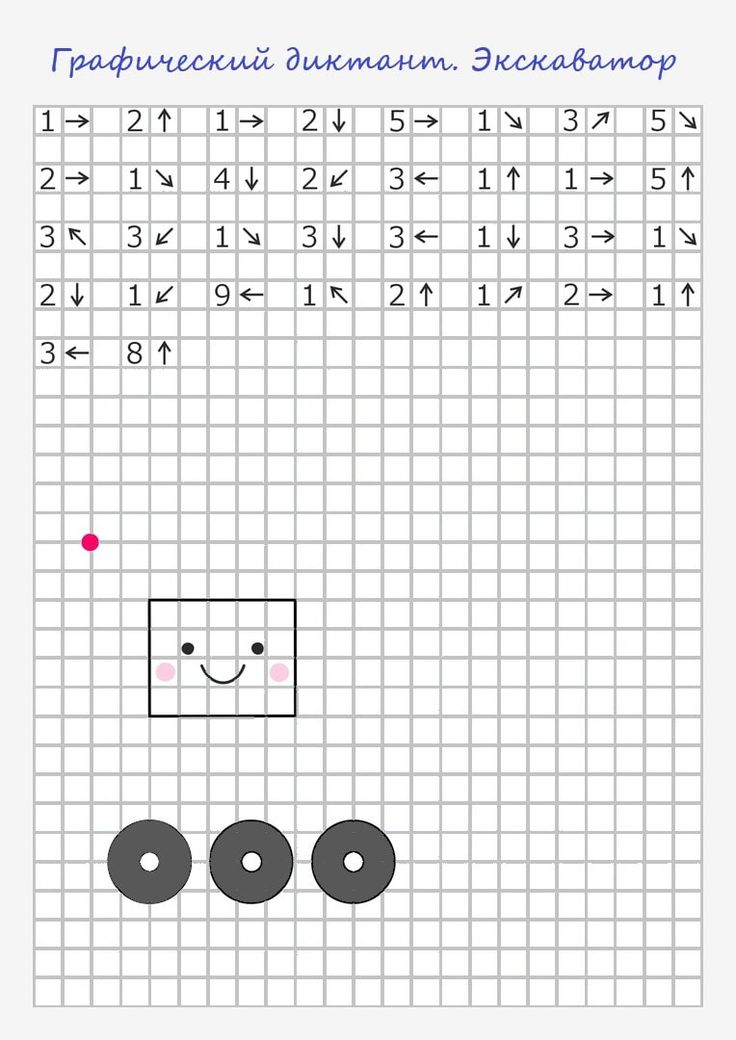 Графический диктант. Экскаватор
1 → 2 ↑ 1 → 2 ↓ 5 → 1 ↘ 3 ↗ 5 ↘
2 → 1 ↘ 4 ↓ 2 ↙ 3 ← 1 ↑ 1 → 5 ↑
3 ↖ 3 ↙ 1 ↘ 3 ↓ 3 ← 1 ↓ 3 → 1 ↘
2 ↓ 1 ↙ 9 ← 1 ↖ 2 ↑ 1 ↗ 2 → 1 ↑
3 ← 8 ↑